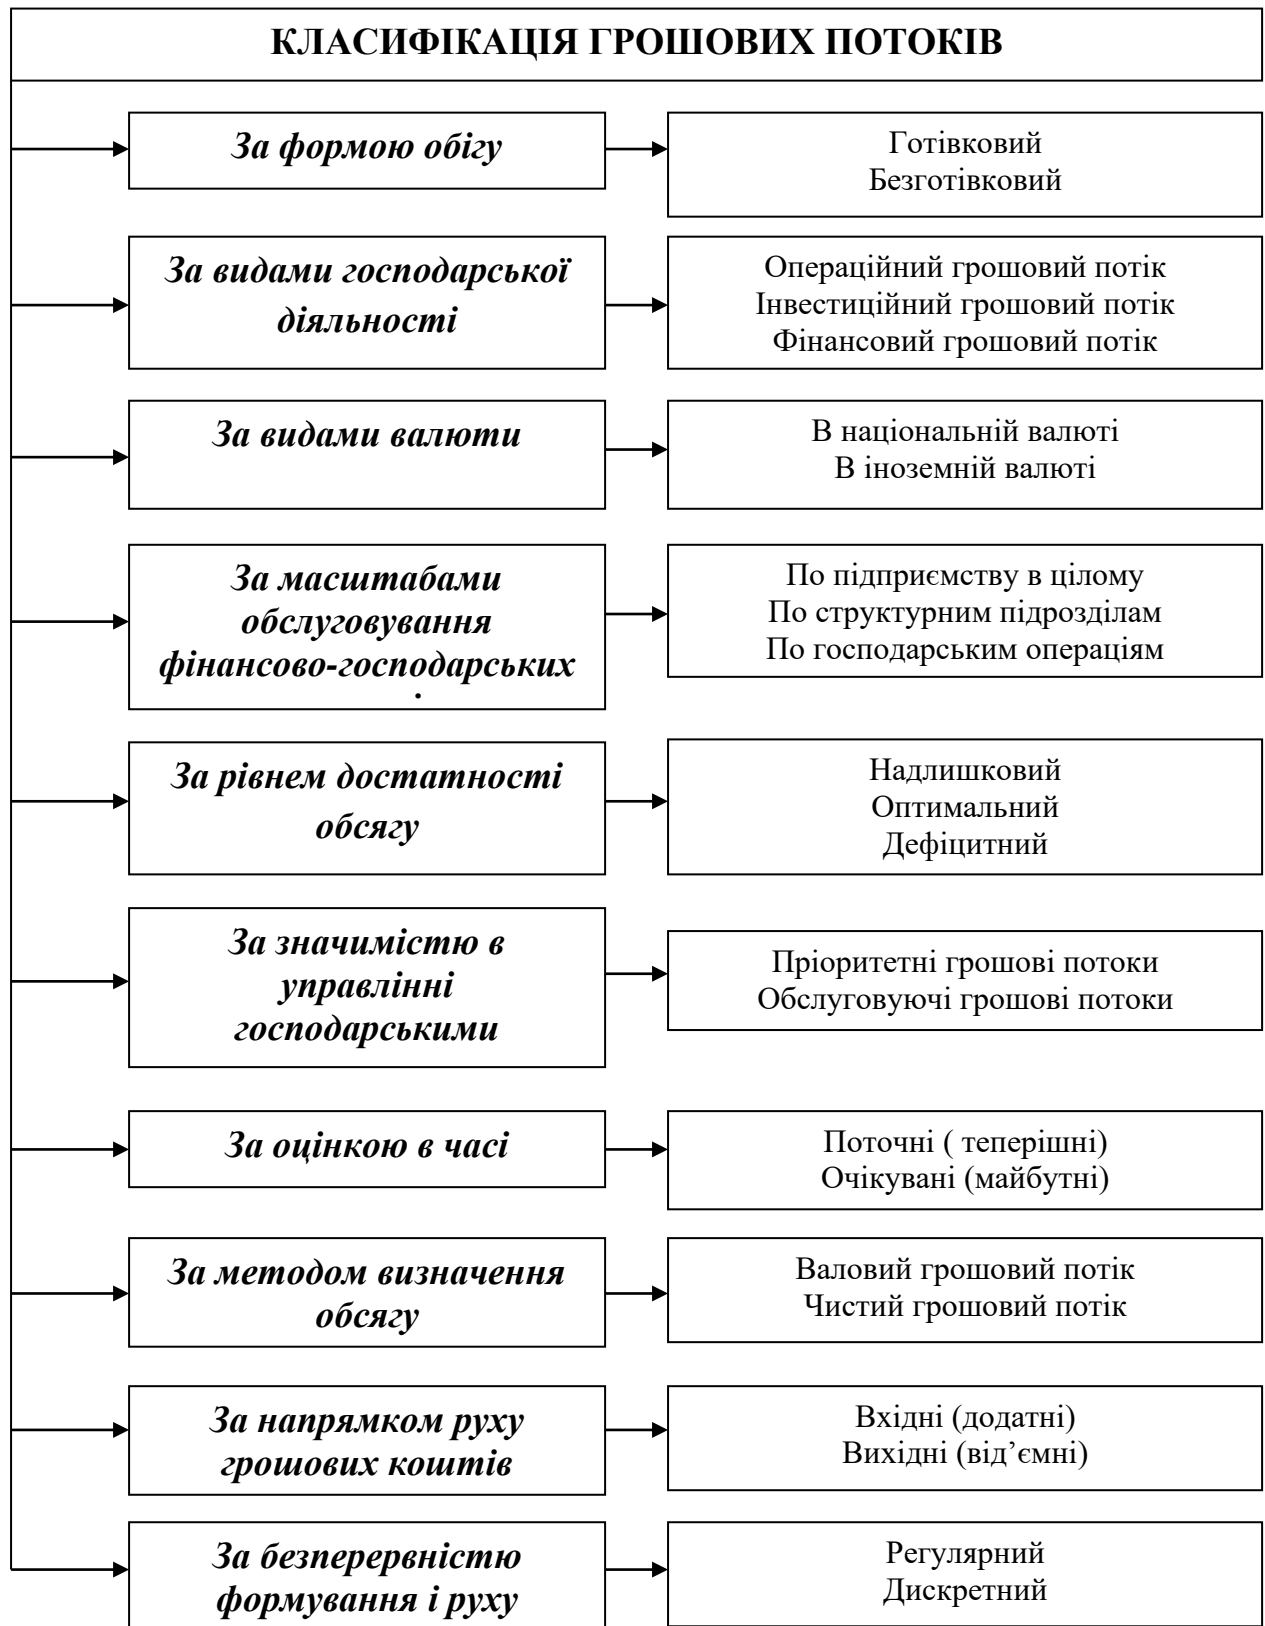 КЛАСИФІКАЦІЯ ГРОШОВИХ ПОТОКІВ
За формою обігу
Готівковий
Безготівковий
За видами господарської
діяльності
Операційний грошовий потік
Інвестиційний грошовий потік
Фінансовий грошовий потік
За видами валюти
В національній валюті
В іноземній валюті
За масштабами
обслуговування
фінансово-господарських
По підприємству в цілому
По структурним підрозділам
По господарським операціям
За рівнем достатності
обсягу
Надлишковий
Оптимальний
Дефіцитний
За значимістю в
управлінні
господарськими
Пріоритетні грошові потоки
Обслуговуючі грошові потоки
За оцінкою в часі
Поточні ( теперішні)
Очікувані (майбутні)
За методом визначення
обсягу
Валовий грошовий потік
Чистий грошовий потік
За напрямком руху
грошових коштів
Вхідні (додатні)
Вихідні (від’ємні)
За безперервністю
формування і руху
Регулярний
Дискретний